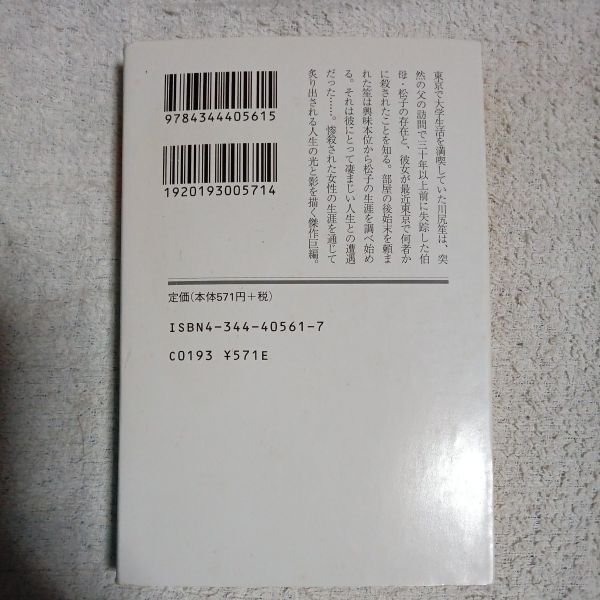 東京で大学生活を満喫していた川尻笙は、突
然の父の訪問で三十年以上前に失踪した伯
母・松子の存在と、彼女が最近東京で何者か
に殺されたことを知る。部屋の後始末を頼ま
れた笙は興味本位から松子の生涯を調べ始め
る。それは彼にとって凄まじい人生との遭遇
だった……。惨殺された女性の生涯を通じて
炙り出される人生の光と影を描く傑作巨編。
9784344405615
1920193005714
定価(本体571円+税)
ISBN4-344-40561-7
C0193 ¥571E